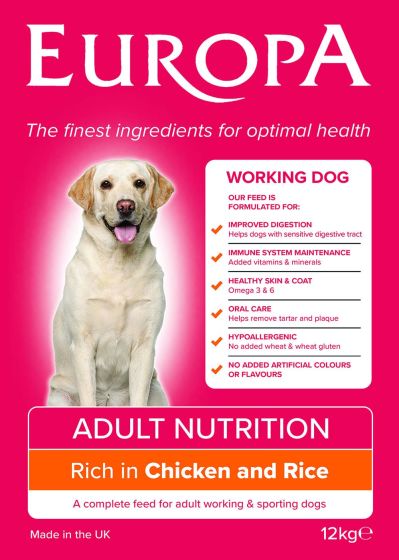 EUROPA
The finest ingredients for optimal health
WORKING DOG
OUR FEED IS
FORMULATED FOR:
IMPROVED DIGESTION
Helps dogs with sensitive digestive tract
IMMUNE SYSTEM MAINTENANCE
Added vitamins & minerals
HEALTHY SKIN & COAT
Omega 3 & 6
ORAL CARE
Helps remove tartar and plaque
HYPOALLERGENIC
No added wheat & wheat gluten
NO ADDED ARTIFICIAL COLOURS
OR FLAVOURS
ADULT NUTRITION
Rich in Chicken and Rice
A complete feed for adult working & sporting dogs
Made in the UK
12kg℮